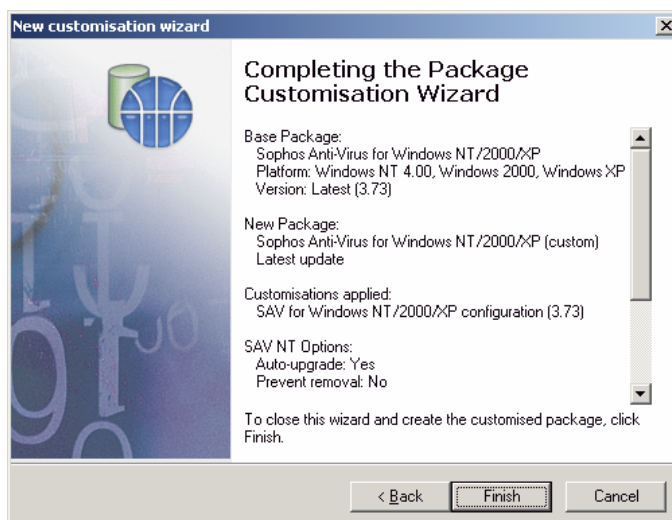 New customisation wizard
Completing the Package
Customisation Wizard
Base Package:
Sophos Anti-Virus for Windows NT/2000/XP
Platform: Windows NT 4.00, Windows 2000, Windows XP
Version: Latest (3.73)
New Package:
Sophos Anti-Virus for Windows NT/2000/XP (custom)
Latest update
Customisations applied:
SAV for Windows NT/2000/XP configuration (3.73)
SAV NT Options:
Auto-upgrade: Yes
Prevent removal: No
To close this wizard and create the customised package, click
Finish.
< Back Finish Cancel